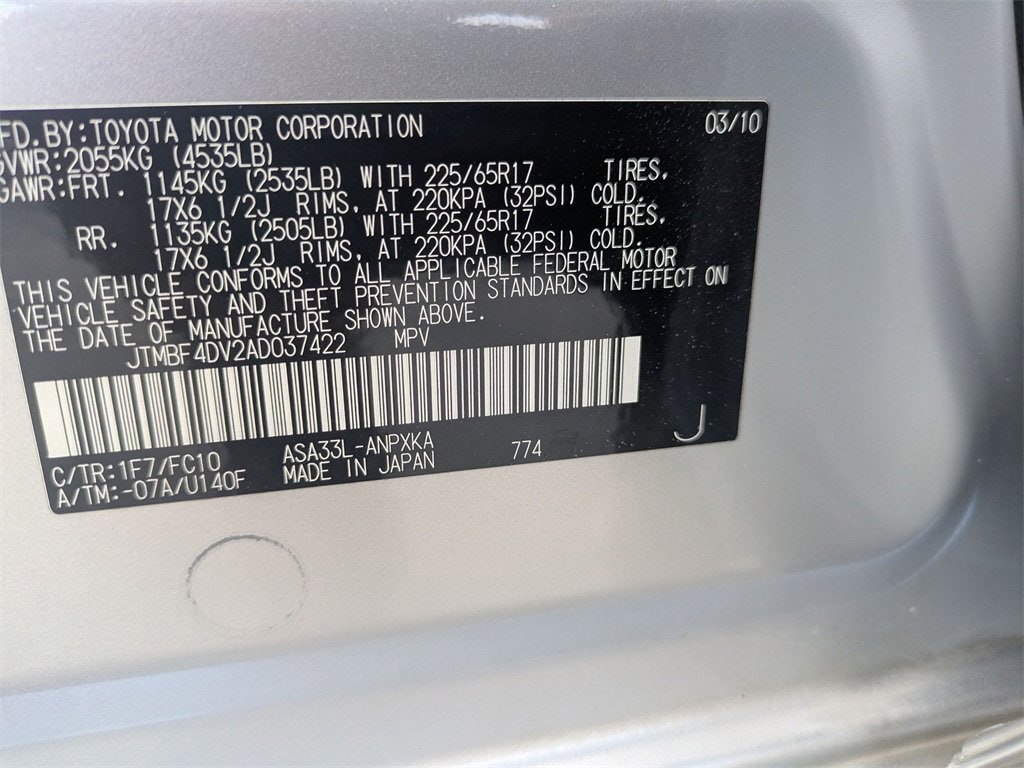 FD.BY:TOYOTA MOTOR CORPORATION 03/10
GVWR:2055KG (4535LB)
GAWR:FRT. 1145KG (2535LB) WITH 225/65R17 TIRES,
17X6 1/2J RIMS, AT 220KPA (32PSI) COLD.
RR. 1135KG (2505LB) WITH 225/65R17 TIRES,
17X6 1/2J RIMS, AT 220KPA (32PSI) COLD.
THIS VEHICLE CONFORMS TO ALL APPLICABLE FEDERAL MOTOR
VEHICLE SAFETY AND THEFT PREVENTION STANDARDS IN EFFECT ON
THE DATE OF MANUFACTURE SHOWN ABOVE.
JTMBF4DV2AD037422 MPV
C/TR:1F7/FC10 ASA33L-ANPXKA 774 J
A/TM:-07A/U140F MADE IN JAPAN